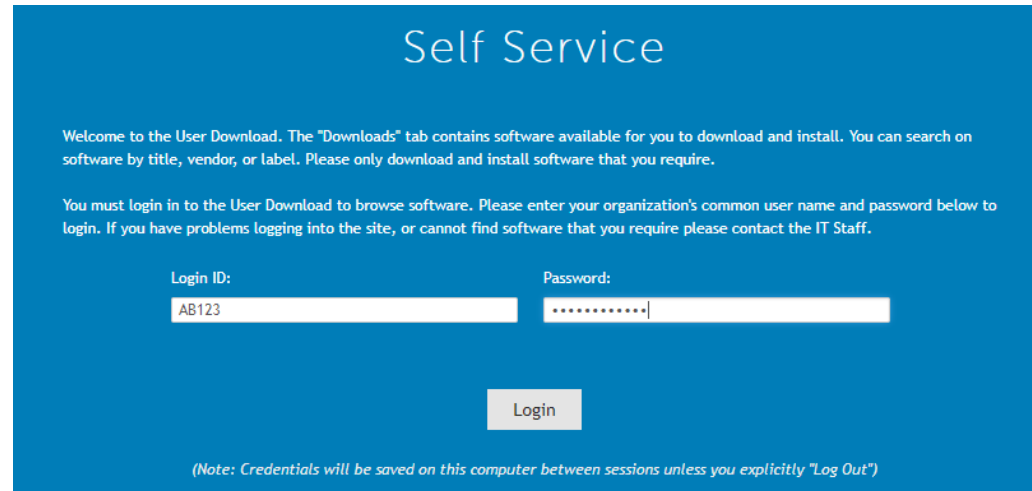 Self Service
Welcome to the User Download. The "Downloads" tab contains software available for you to download and install. You can search on
software by title, vendor, or label. Please only download and install software that you require.
You must login in to the User Download to browse software. Please enter your organization's common user name and password below to
login. If you have problems logging into the site, or cannot find software that you require please contact the IT Staff.
Login ID: Password:
AB123 ••••••••••••
Login
(Note: Credentials will be saved on this computer between sessions unless you explicitly "Log Out")